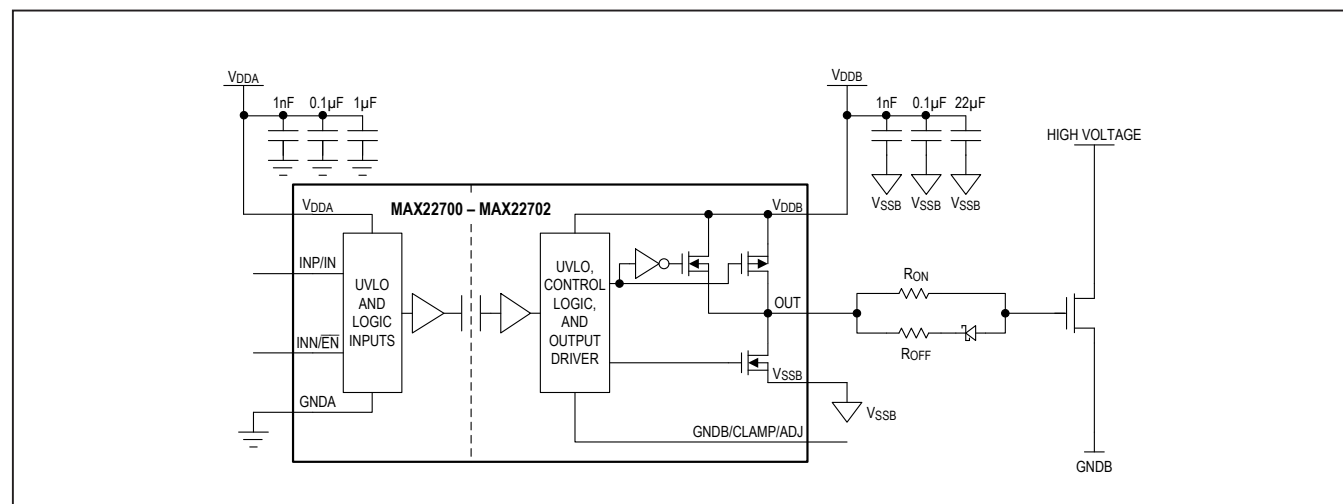 VDDA
1nF 0.1µF 1µF
VDDB
1nF 0.1µF 22µF
VSSB VSSB VSSB
HIGH VOLTAGE
VDDA
MAX22700 – MAX22702
VDDB
INP/IN
UVLO
AND
LOGIC
INPUTS
INN/EN
GNDA
UVLO,
CONTROL
LOGIC,
AND
OUTPUT
DRIVER
OUT
RON
ROFF
VSSB
VSSB
GNDB/CLAMP/ADJ
GNDB